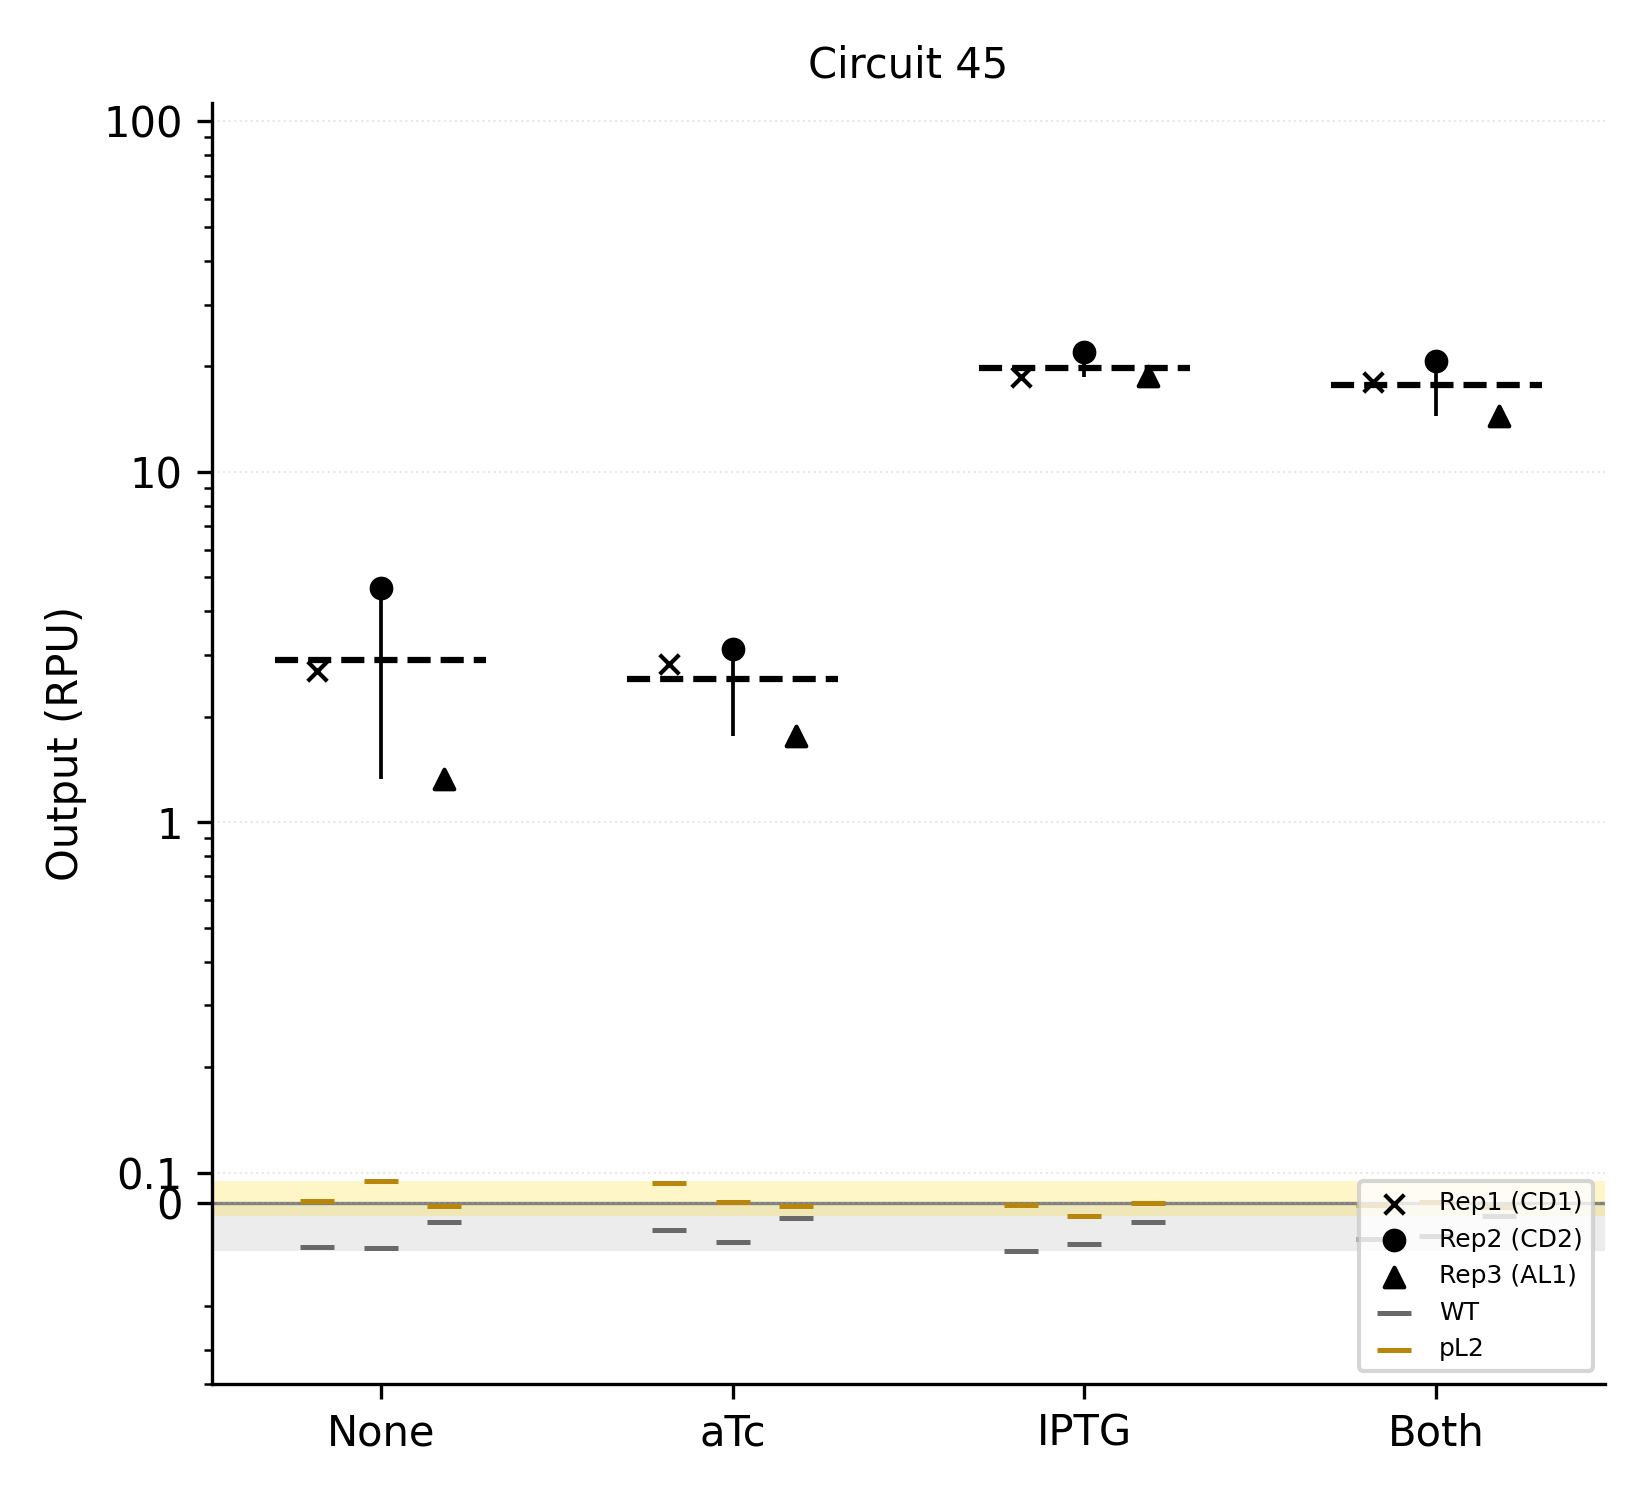 Circuit 45
Output (RPU)
100
10
1
0.1
0
None
aTc
IPTG
Both
Rep1 (CD1)
Rep2 (CD2)
Rep3 (AL1)
WT
pL2